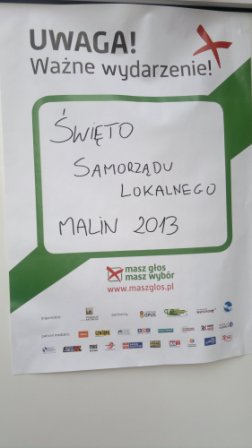 UWAGA!
Ważne wydarzenie!
ŚWIĘTO
SAMORZĄDU
LOKALNEGO
MALIN 2013
masz głos
masz wybór
www.maszglos.pl